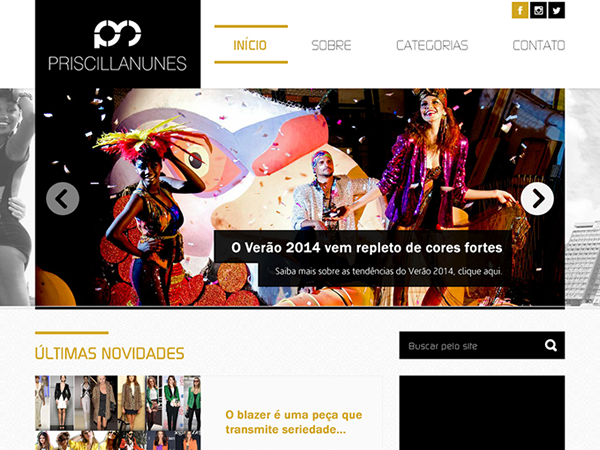 PRISCILLANUNES
INÍCIO
SOBRE
CATEGORIAS
CONTATO
O Verão 2014 vem repleto de cores fortes
Saiba mais sobre as tendências do Verão 2014, clique aqui.
ÚLTIMAS NOVIDADES
Buscar pelo site
O blazer é uma peça que
transmite seriedade...